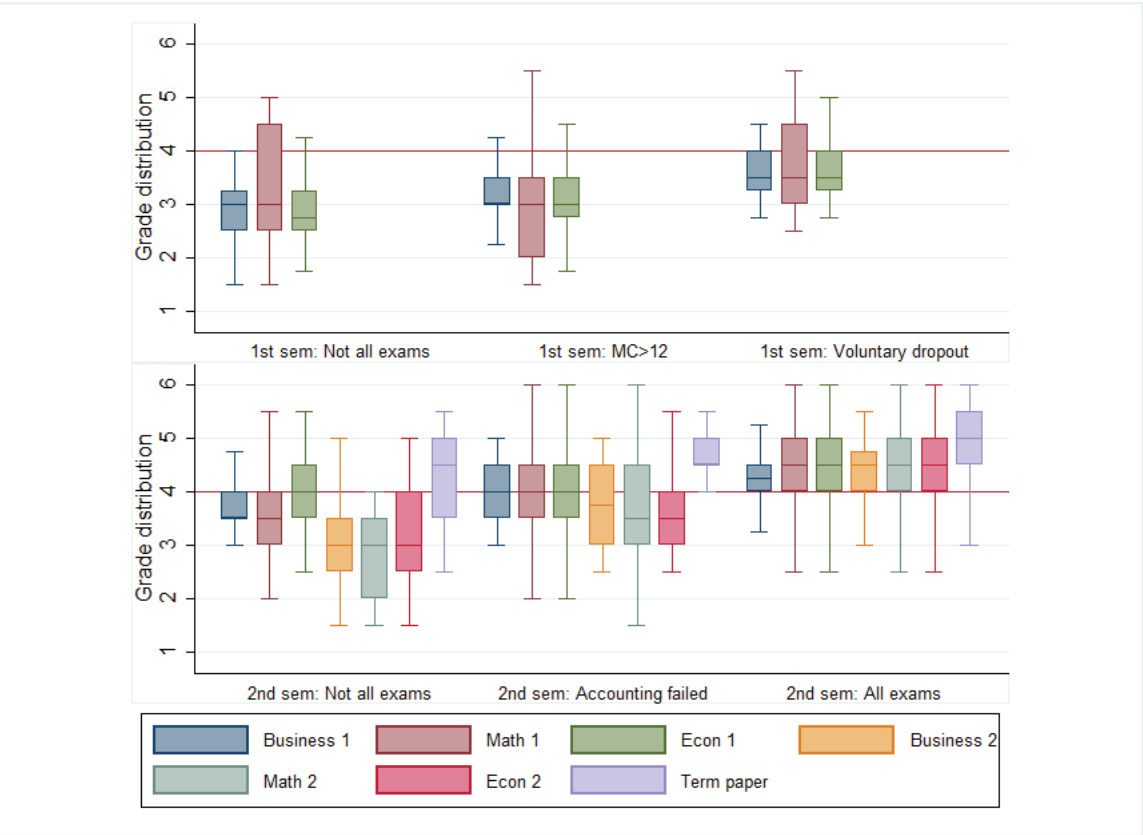 Grade distribution
6
5
4
3
2
1
1st sem: Not all exams 1st sem: MC>12 1st sem: Voluntary dropout
Grade distribution
6
5
4
3
2
1
2nd sem: Not all exams 2nd sem: Accounting failed 2nd sem: All exams
Business 1 Math 1 Econ 1 Business 2
Math 2 Econ 2 Term paper